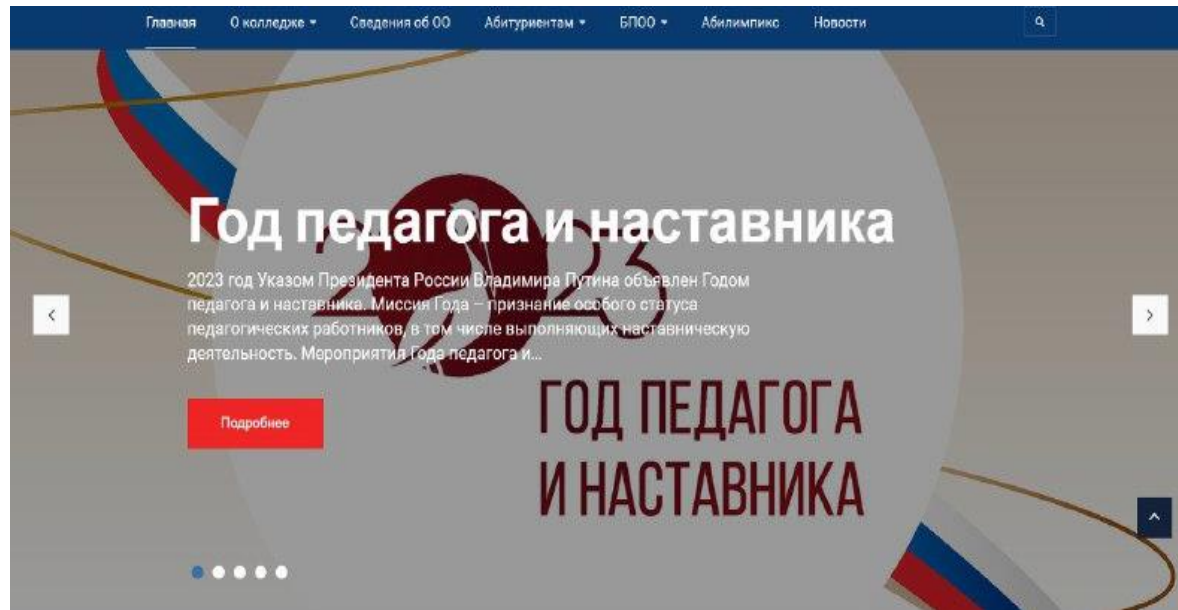 Главная О колледже Сведения об ОО Абитуриентам БПОО Абилимпикс Новости
Год педагога и наставника
2023 год Указом Президента России Владимира Путина объявлен Годом
педагога и наставника. Миссия Года – признание особого статуса
педагогических работников, в том числе выполняющих наставническую
деятельность. Мероприятия Года педагога и...
Подробнее
2023
ГОД ПЕДАГОГА
И НАСТАВНИКА